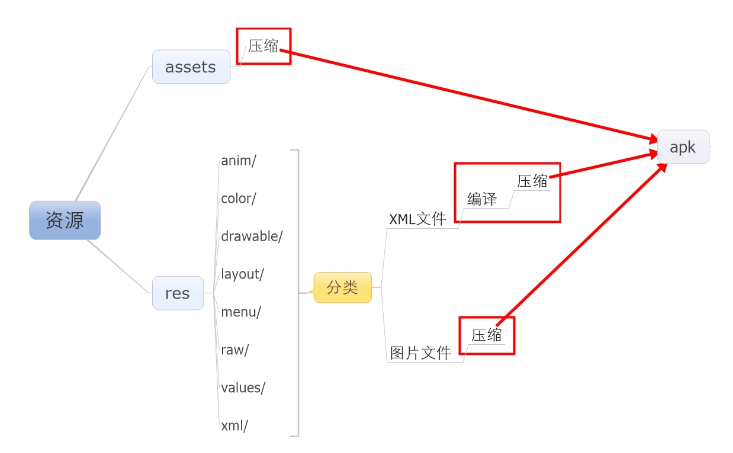 压缩
assets
apk
anim/
压缩
编译
color/
XML文件
资源
drawable/
layout/
分类
res
menu/
压缩
raw/
图片文件
values/
xml/